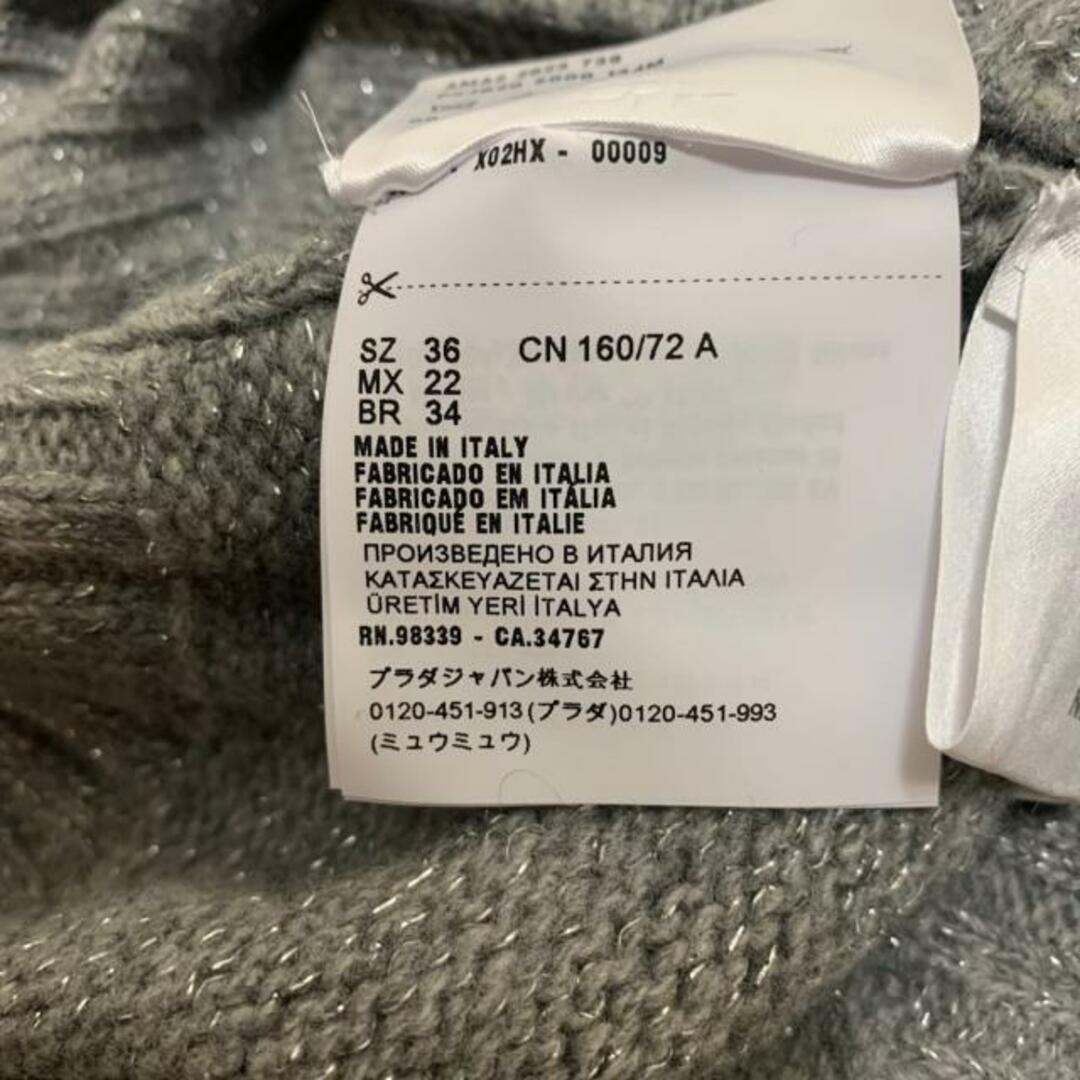 X02HX - 00009
SZ 36 CN 160/72 A
MX 22
BR 34
MADE IN ITALY
FABRICADO EN ITALIA
FABRICADO EM ITÁLIA
FABRIQUÉ EN ITALIE
ПРОИЗВЕДЕНО В ИТАЛИЯ
ΚΑΤΑΣΚΕΥΑΖΕΤΑΙ ΣΤΗΝ ΙΤΑΛΙΑ
ÜRETİM YERİ İTALYA
RN.98339 - CA.34767
プラダジャパン株式会社
0120-451-913(プラダ)0120-451-993
(ミュウミュウ)